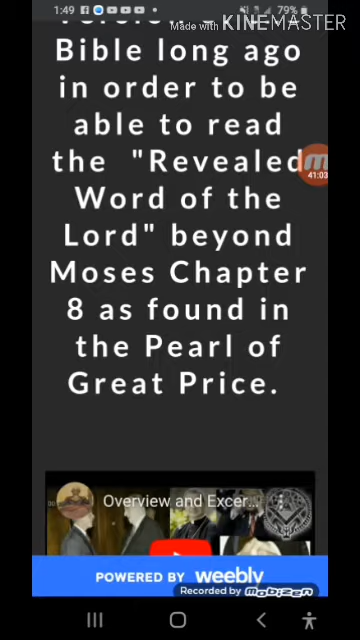 1:49
79%
Made with KINEMASTER
Bible long ago
in order to be
able to read
the "Revealed
41:03
Word of the
Lord" beyond
Moses Chapter
8 as found in
the Pearl of
Great Price.
Overview and Excer...
POWERED BY weebly
Recorded by mobizen